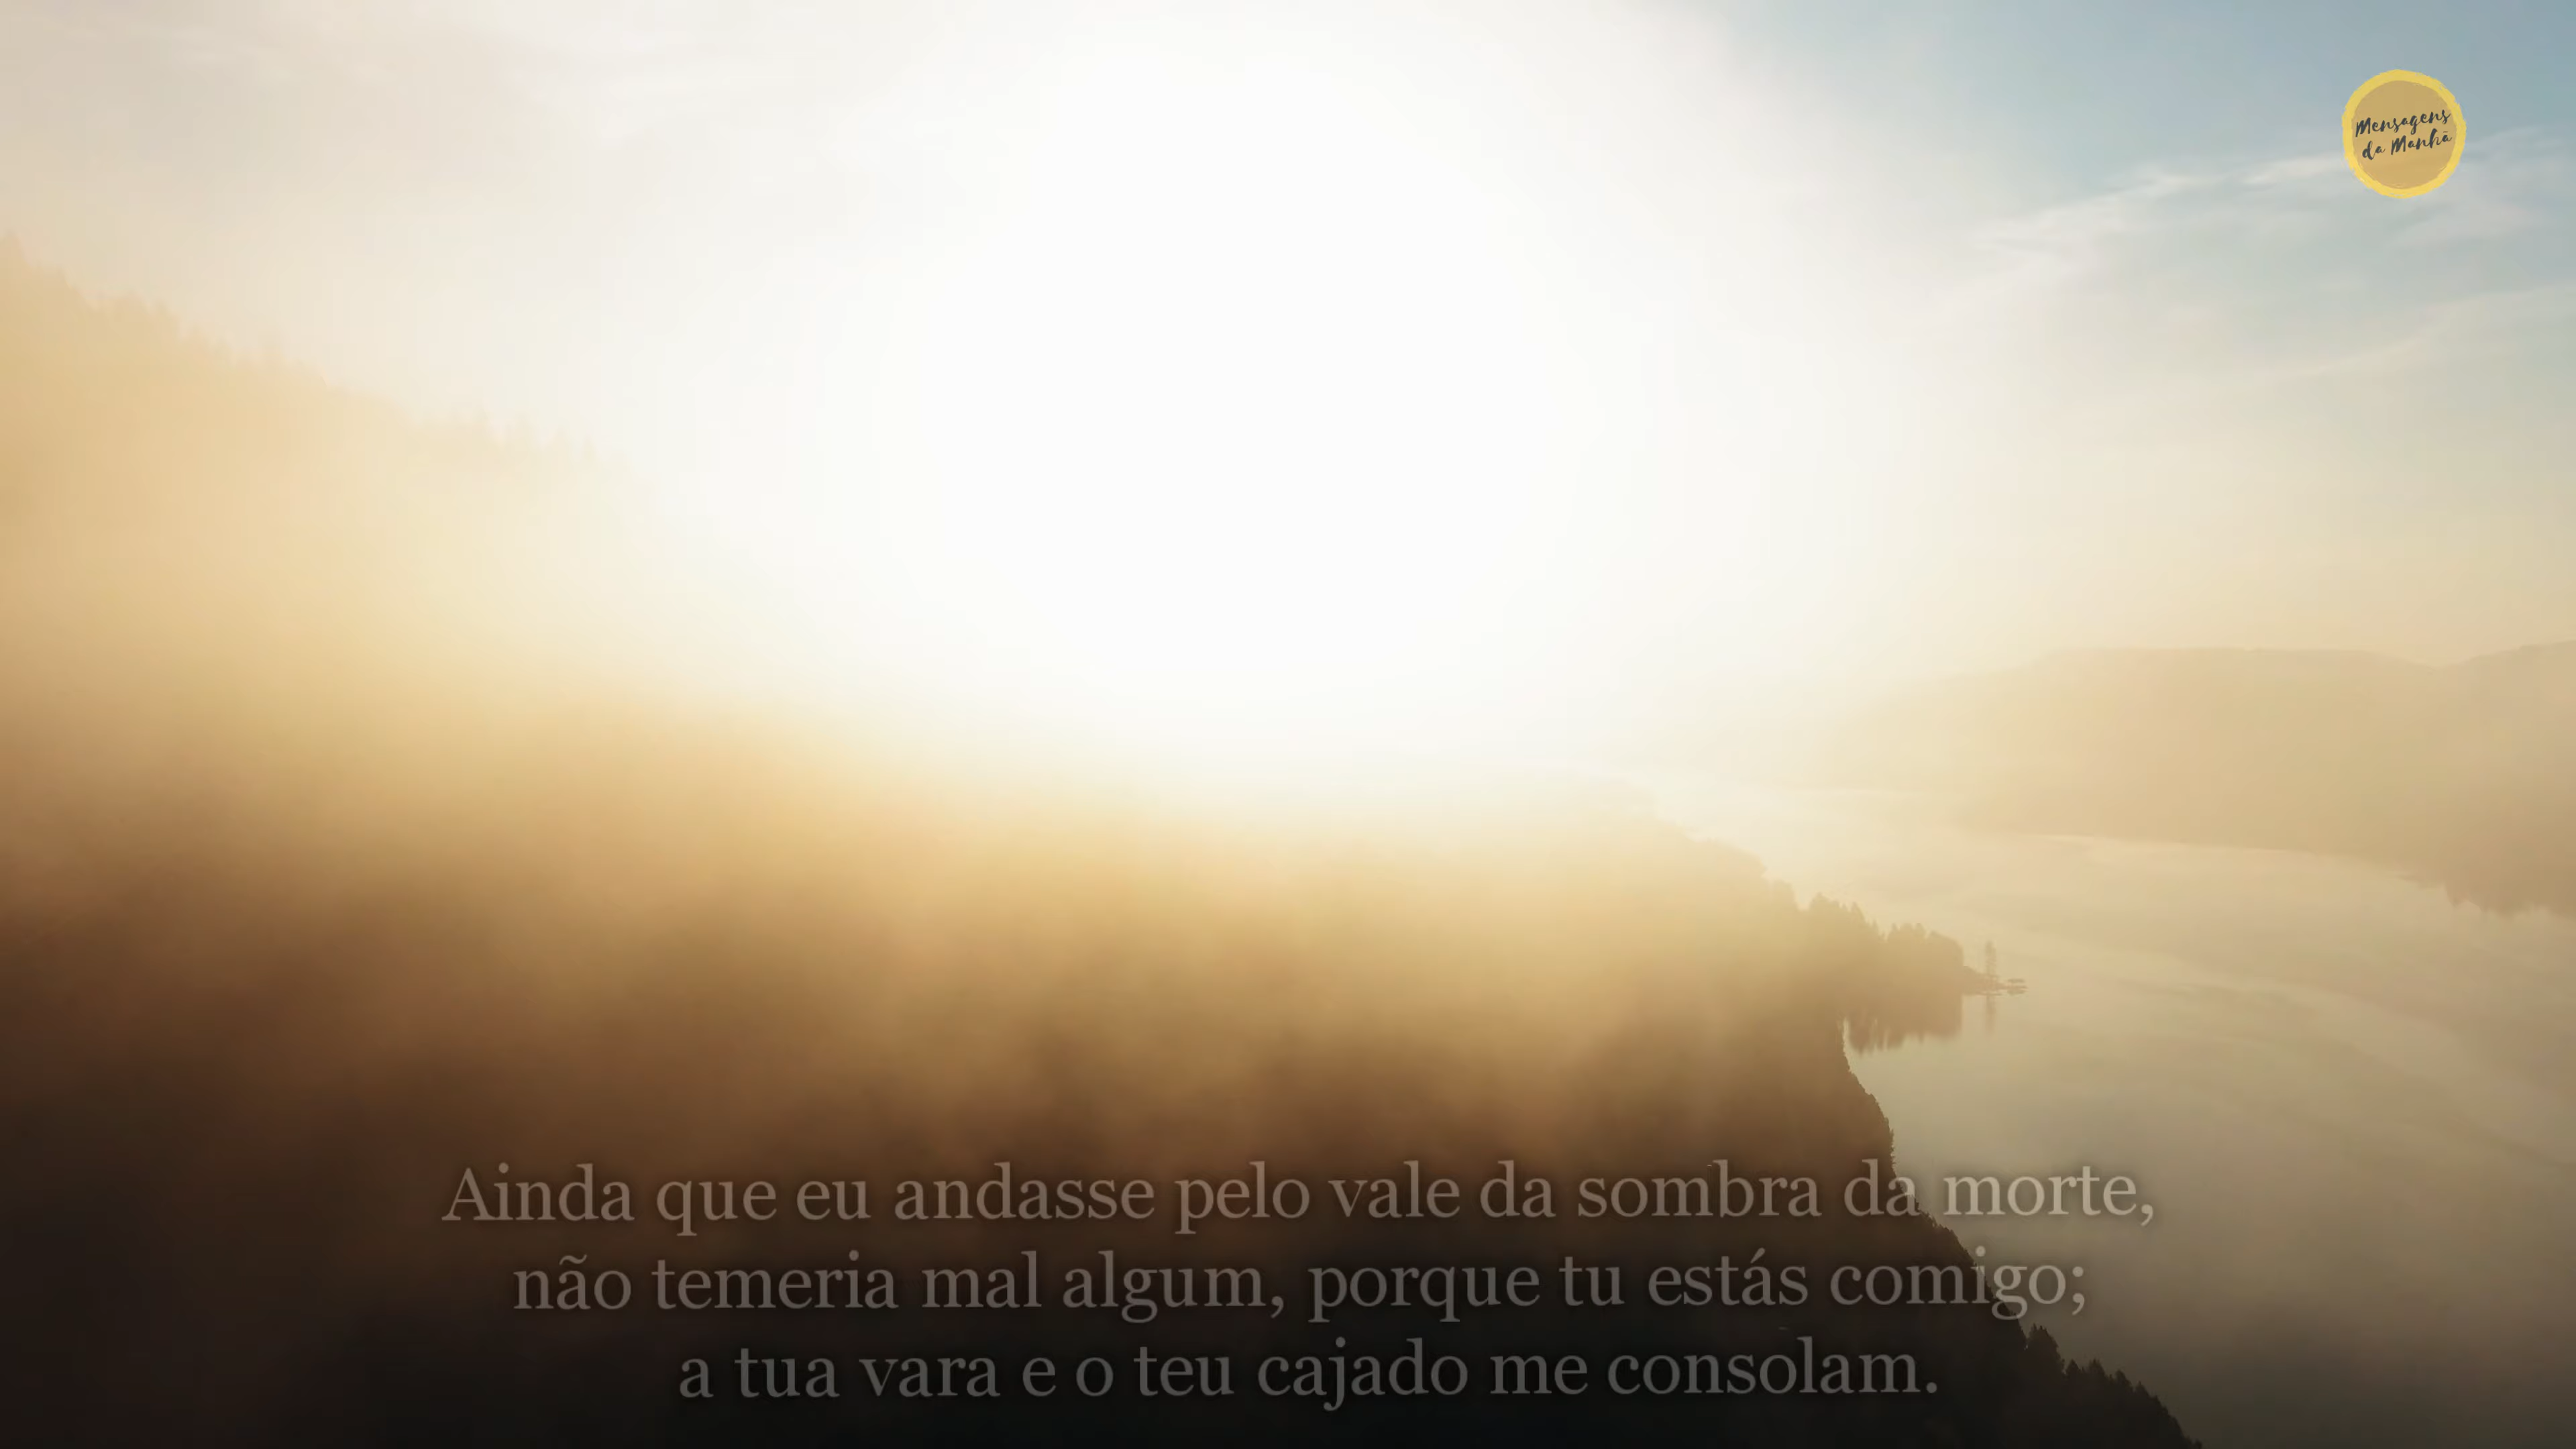 Mensagens
da Manhã
Ainda que eu andasse pelo vale da sombra da morte,
não temeria mal algum, porque tu estás comigo;
a tua vara e o teu cajado me consolam.